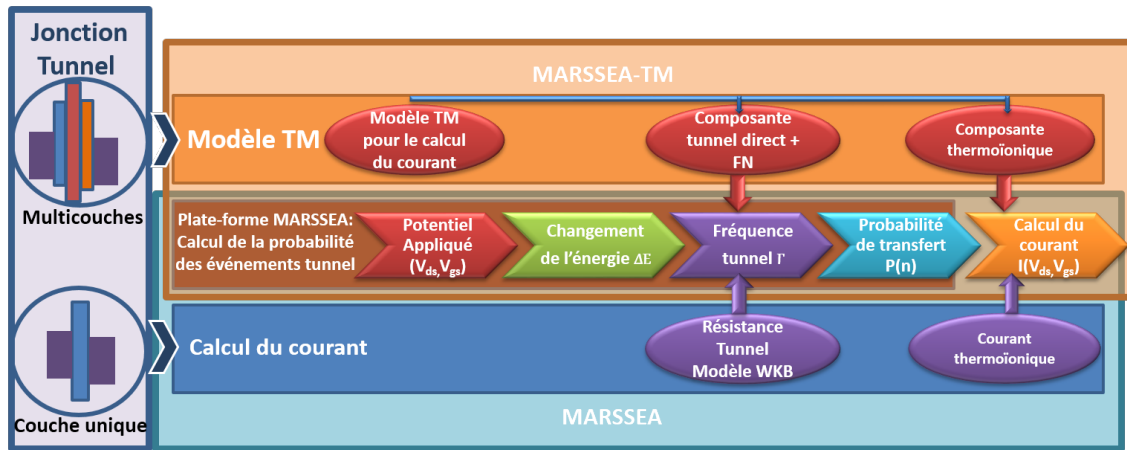 Jonction
Tunnel
Multicouches
Couche unique
MARSSEA-TM
Modèle TM
Modèle TM
pour le calcul
du courant
Composante
tunnel direct +
FN
Composante
thermoïonique
Plate-forme MARSSEA:
Calcul de la probabilité
des événements tunnel
Potentiel
Appliqué
(Vds,Vgs)
Changement
de l'énergie ΔE
Fréquence
tunnel Γ
Probabilité
de transfert
P(n)
Calcul du
courant
I(Vds,Vgs)
Calcul du courant
Résistance
Tunnel
Modèle WKB
Courant
thermoïonique
MARSSEA